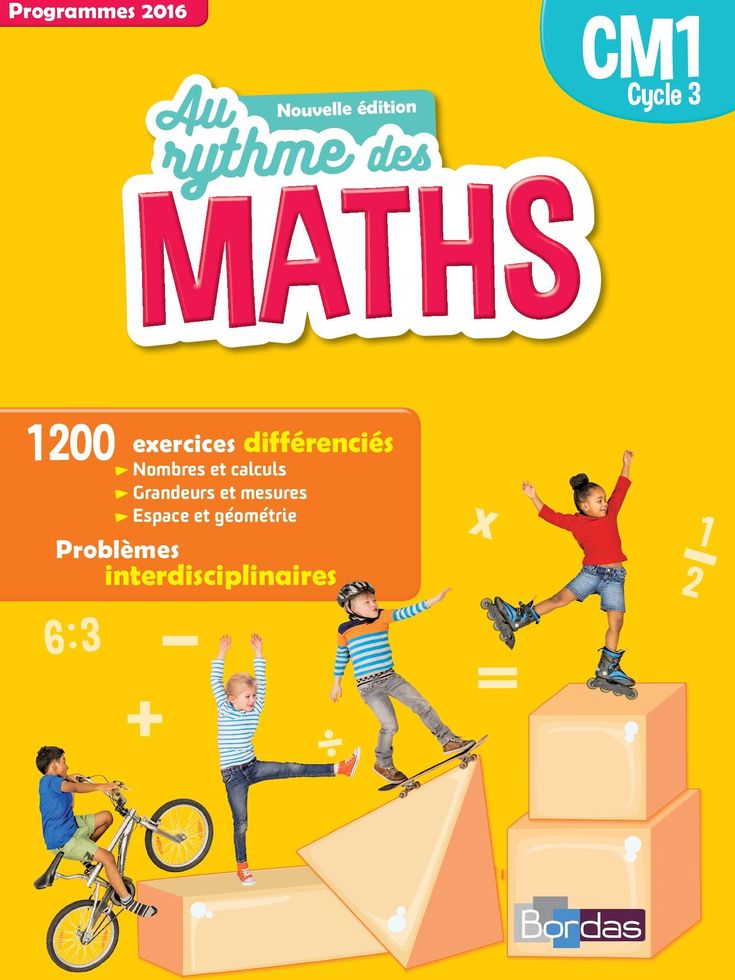 Programmes 2016
CM1
Cycle 3
Nouvelle édition
Au
rythme des
MATHS
1200 exercices différenciés
► Nombres et calculs
► Grandeurs et mesures
► Espace et géométrie
Problèmes
interdisciplinaires
x
1
2
6:3
−
=
+
÷
Bordas